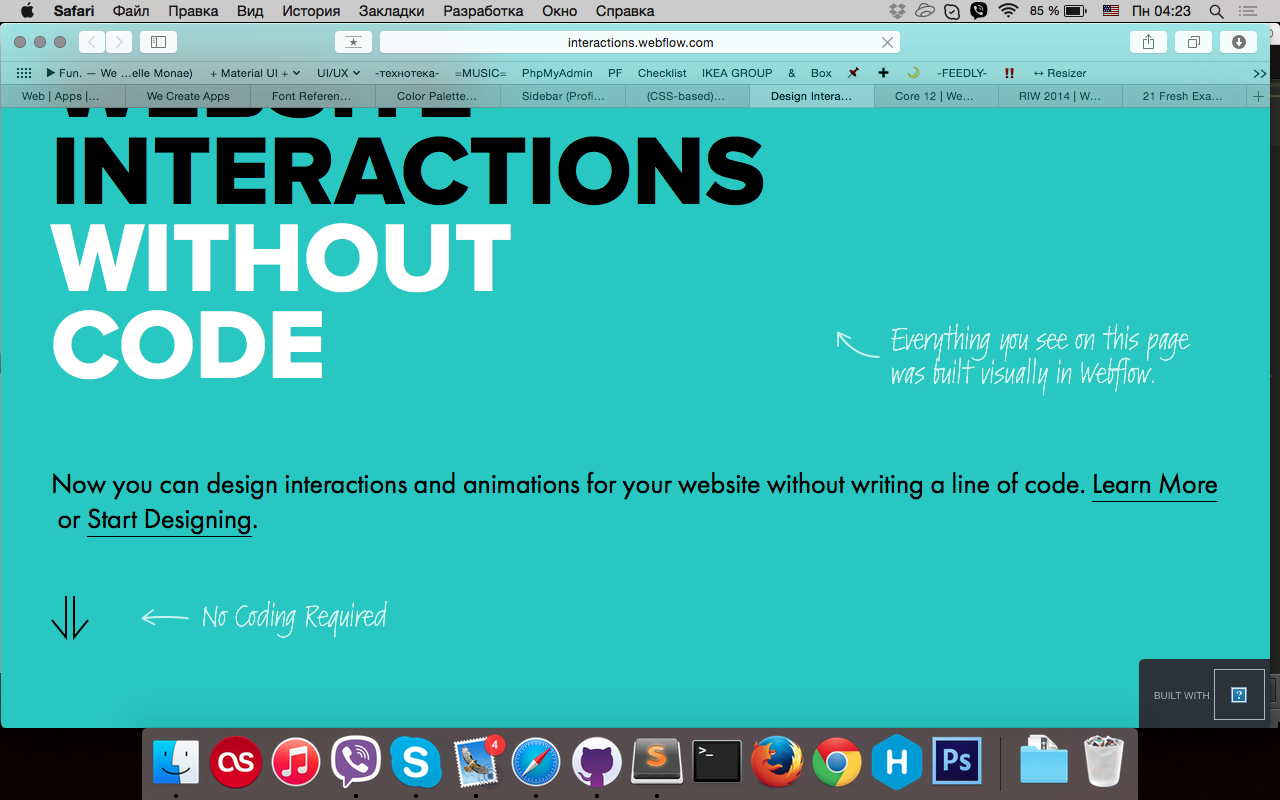 Safari Файл Правка Вид История Закладки Разработка Окно Справка 85 % Пн 04:23
interactions.webflow.com
Fun. — We ...elle Monae) + Material UI + UI/UX -технотека- =MUSIC= PhpMyAdmin PF Checklist IKEA GROUP & Box -FEEDLY- ↔ Resizer
Web | Apps |... We Create Apps Font Referen... Color Palette... Sidebar (Profi... (CSS-based)... Design Intera... Core 12 | We... RIW 2014 | W... 21 Fresh Exa...
WEBSITE
INTERACTIONS
WITHOUT
CODE
Everything you see on this page
was built visually in Webflow.
Now you can design interactions and animations for your website without writing a line of code. Learn More
or Start Designing.
No Coding Required
BUILT WITH
4
S S >_ H Ps